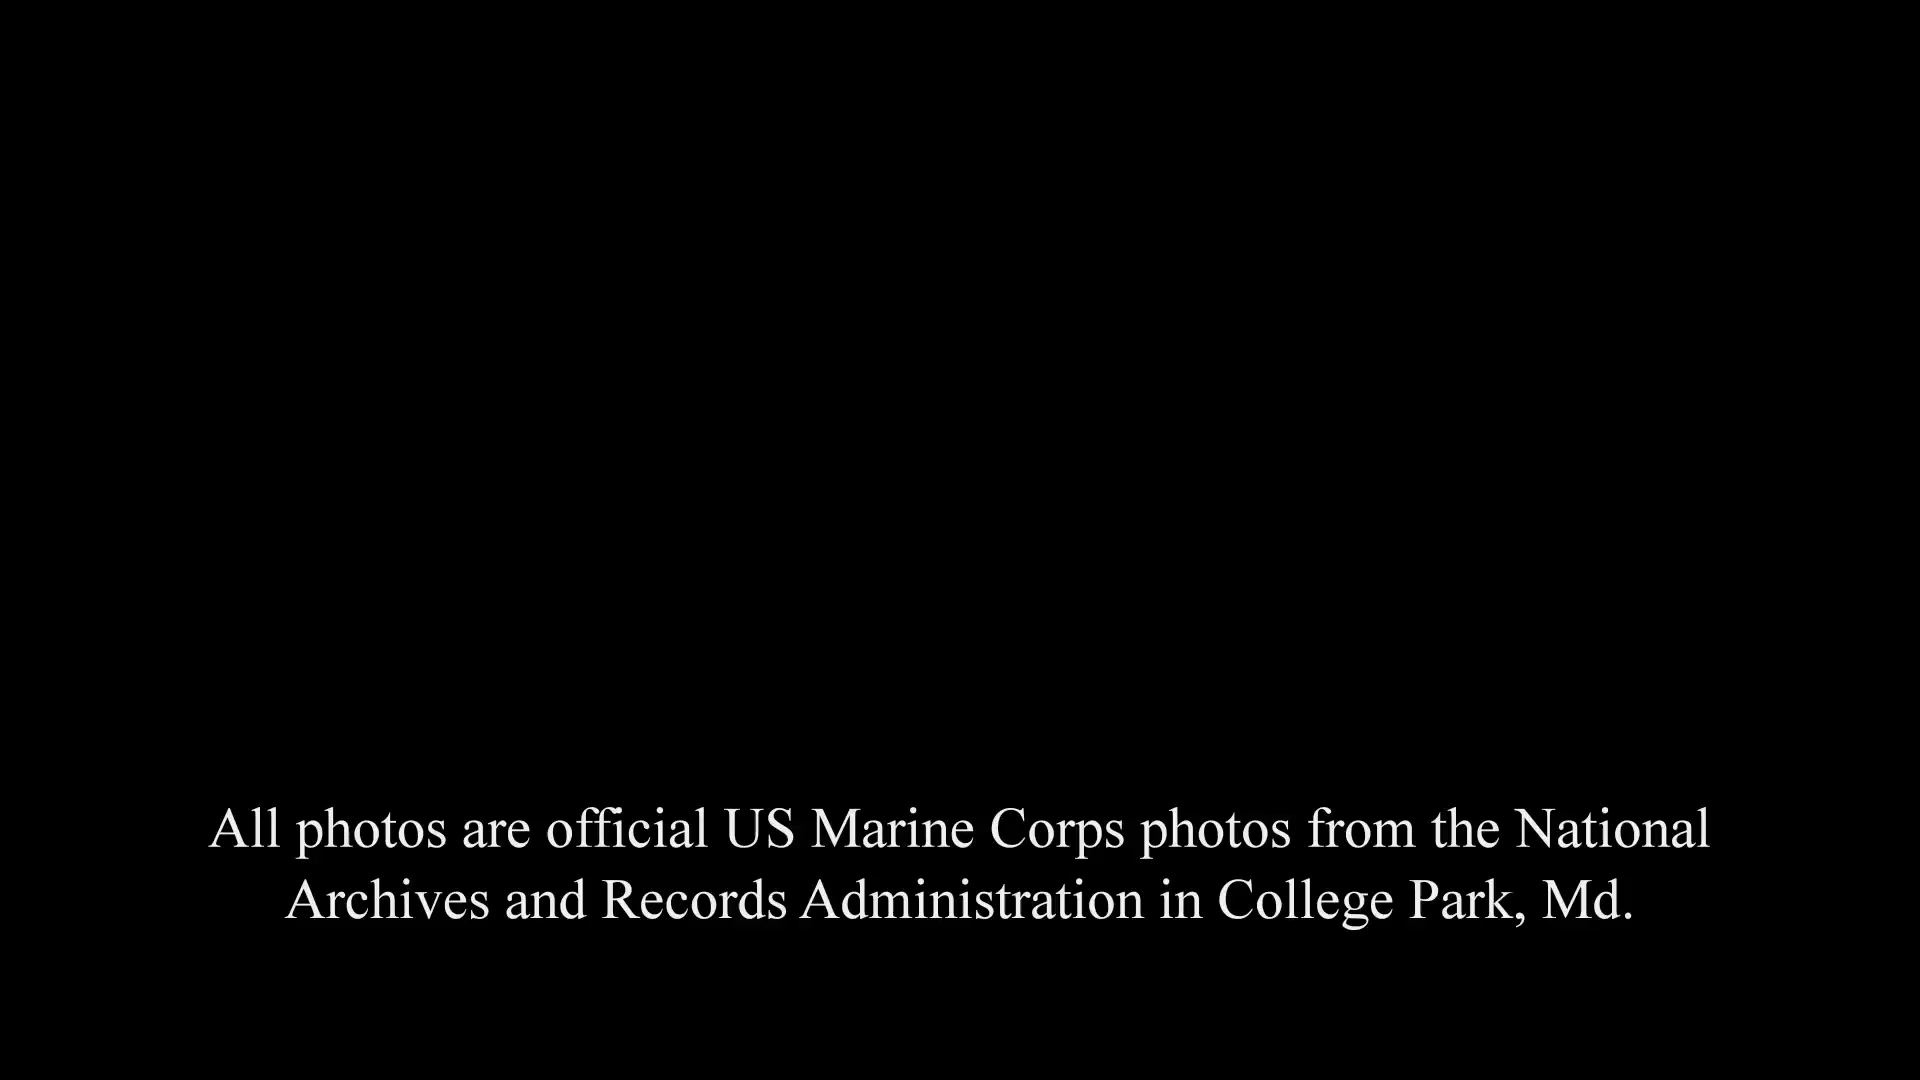 All photos are official US Marine Corps photos from the National
Archives and Records Administration in College Park, Md.